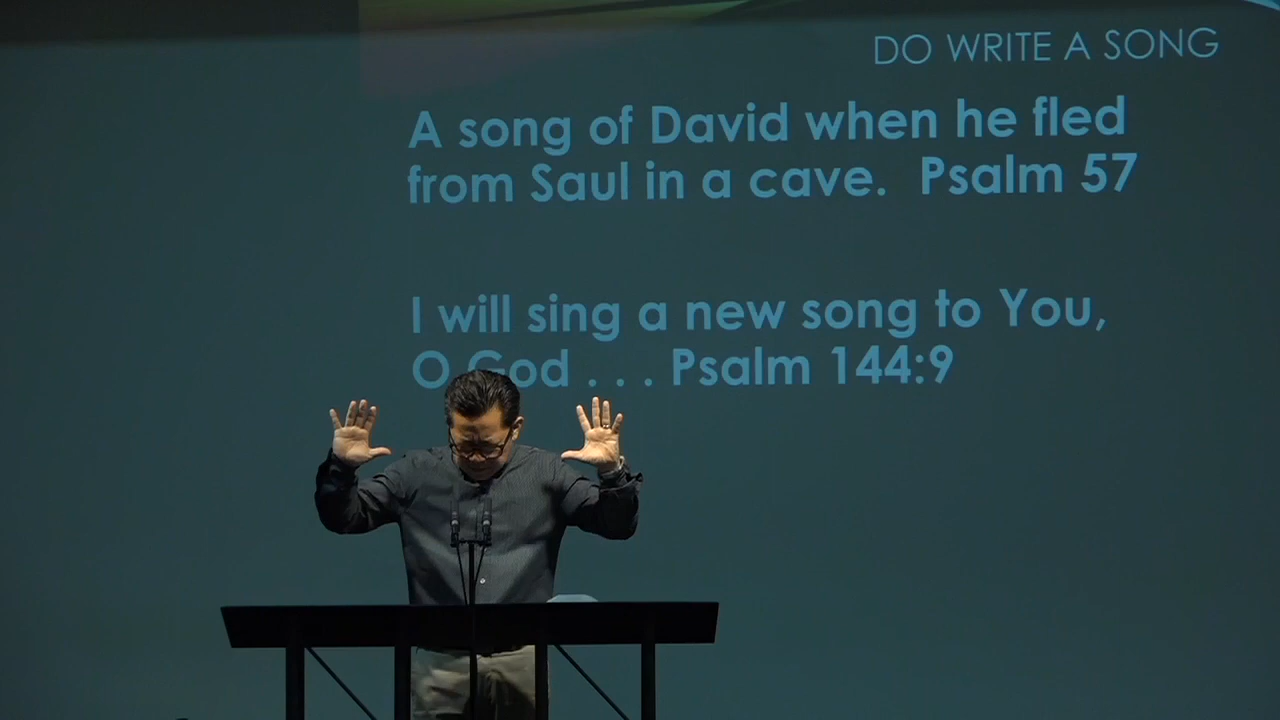 DO WRITE A SONG
A song of David when he fled
from Saul in a cave. Psalm 57
I will sing a new song to You,
O God . . . Psalm 144:9